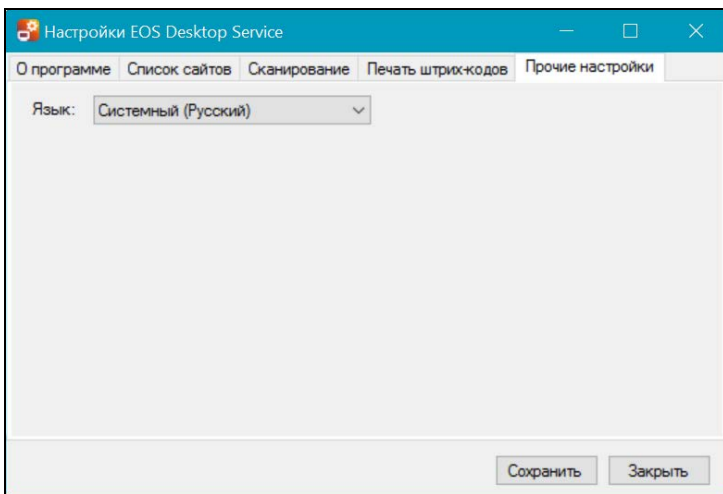 Настройки EOS Desktop Service
О программе Список сайтов Сканирование Печать штрих-кодов Прочие настройки
Язык: Системный (Русский)
Сохранить Закрыть